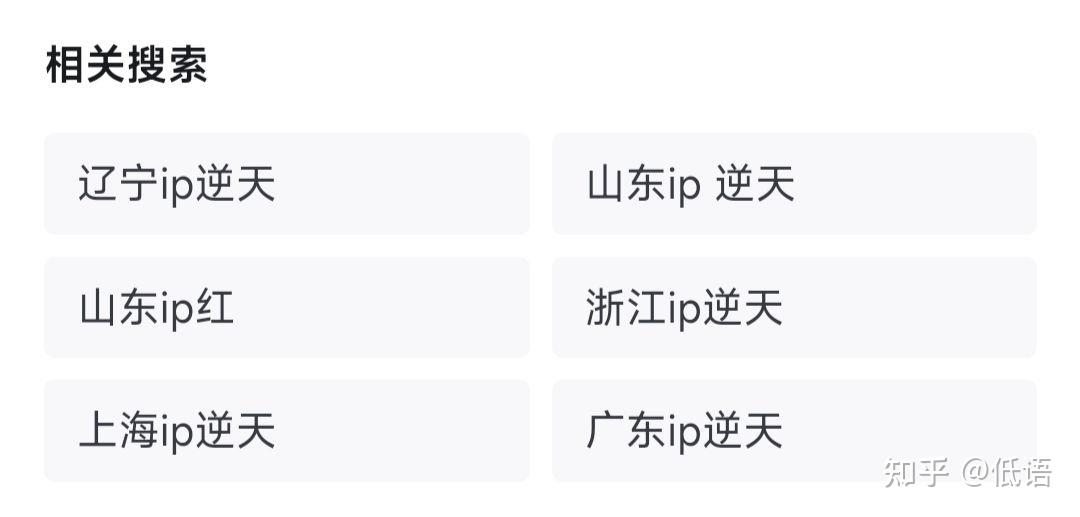 相关搜索
辽宁ip逆天
山东ip 逆天
山东ip红
浙江ip逆天
上海ip逆天
广东ip逆天
知乎 @低语